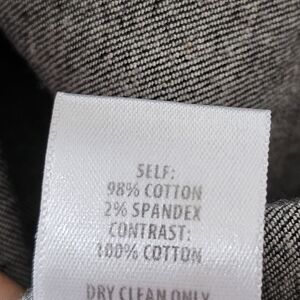 SELF:
98% COTTON
2% SPANDEX
CONTRAST:
100% COTTON
DRY CLEAN ONLY